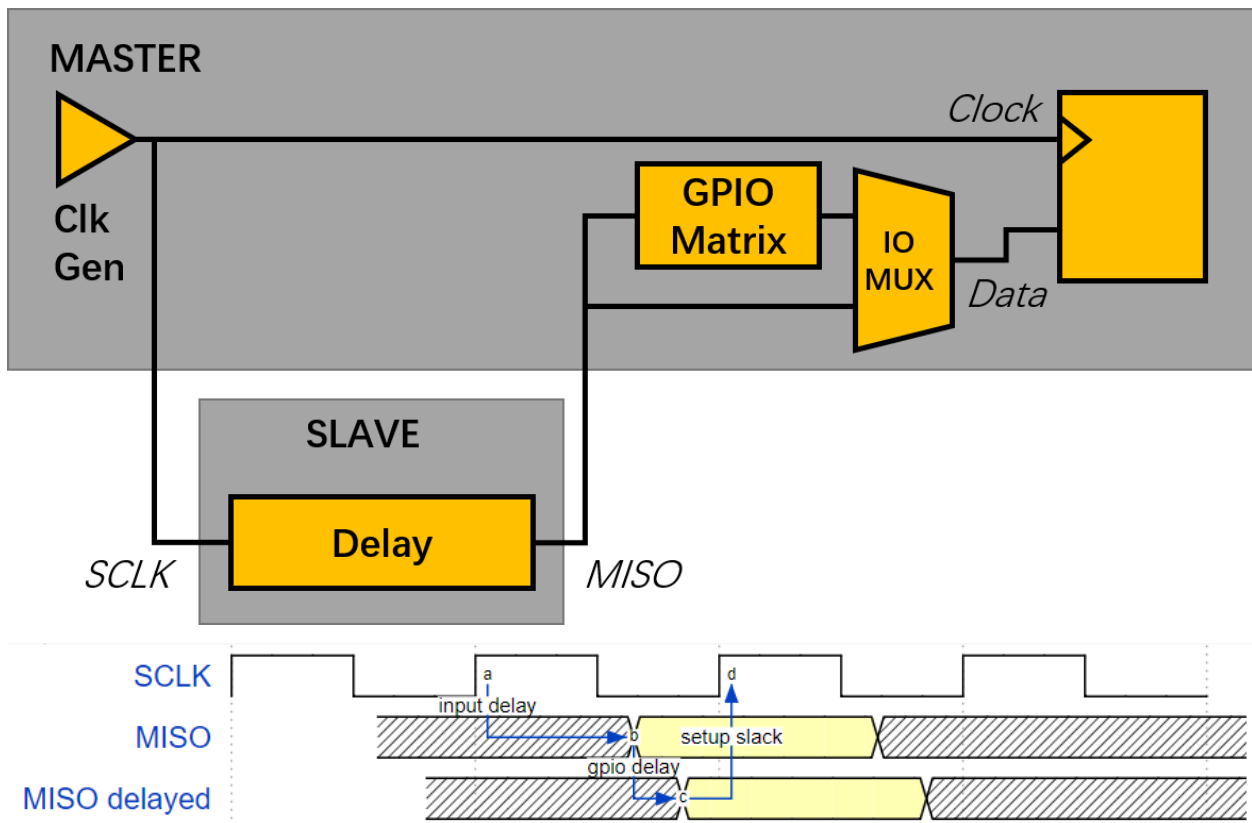 MASTER
Clk
Gen
Clock
GPIO
Matrix
IO
MUX
Data
SLAVE
Delay
SCLK
MISO
SCLK
a
d
input delay
MISO
b
setup slack
gpio delay
MISO delayed
c